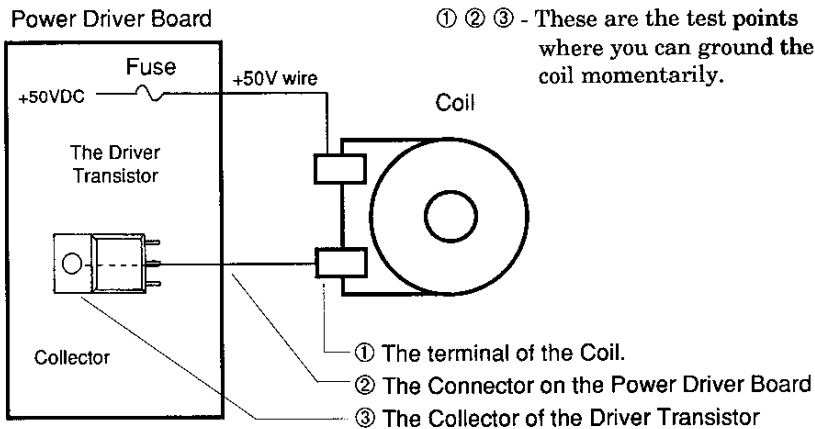 Power Driver Board
① ② ③ - These are the test points
where you can ground the
coil momentarily.
Fuse
+50VDC
+50V wire
Coil
The Driver
Transistor
Collector
① The terminal of the Coil.
② The Connector on the Power Driver Board
③ The Collector of the Driver Transistor